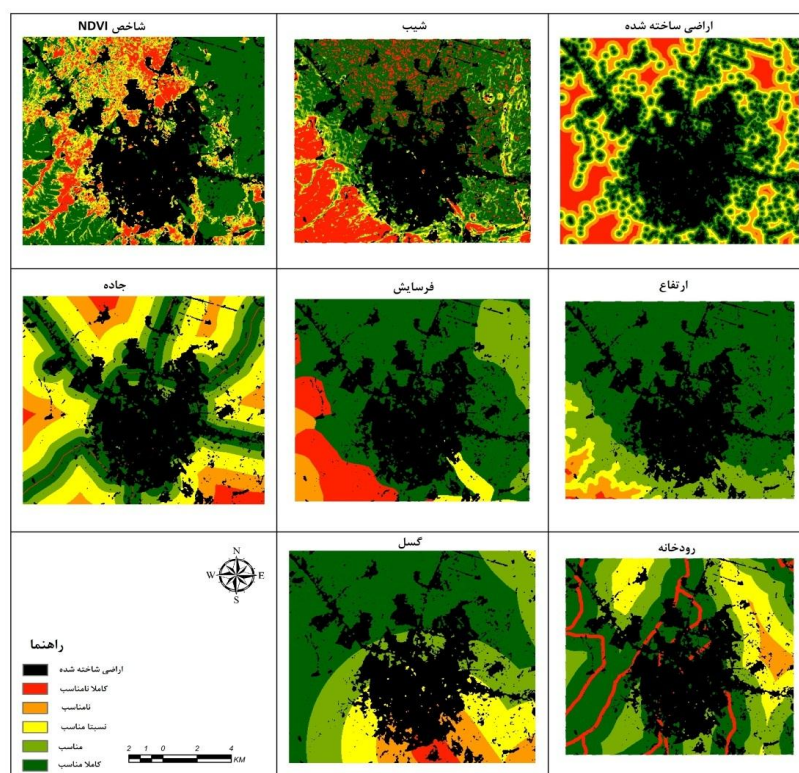 شاخص NDVI
شیب
اراضی ساخته شده
جاده
فرسایش
ارتفاع
گسل
رودخانه
N
W E
S
راهنما
اراضی شاخته شده
کاملا نامناسب
نامناسب
نسبتا مناسب
مناسب
کاملا مناسب
2 1 0 2 4
KM